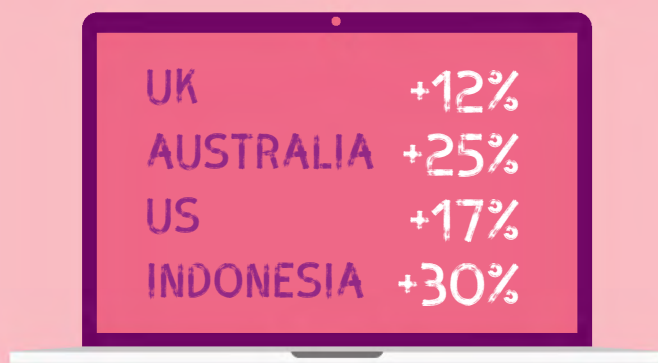 UK +12%
AUSTRALIA +25%
US +17%
INDONESIA +30%